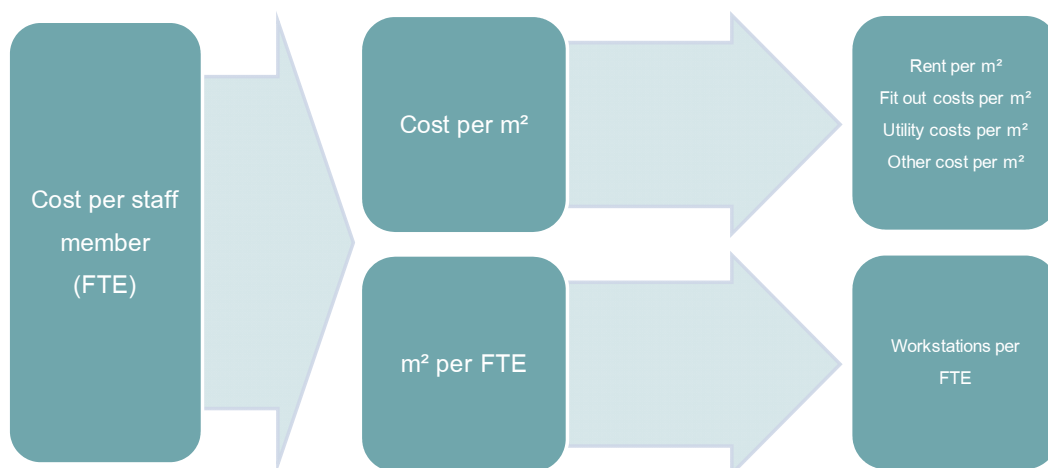 Cost per staff
member
(FTE)
Cost per m²
m² per FTE
Rent per m²
Fit out costs per m²
Utility costs per m²
Other cost per m²
Workstations per
FTE